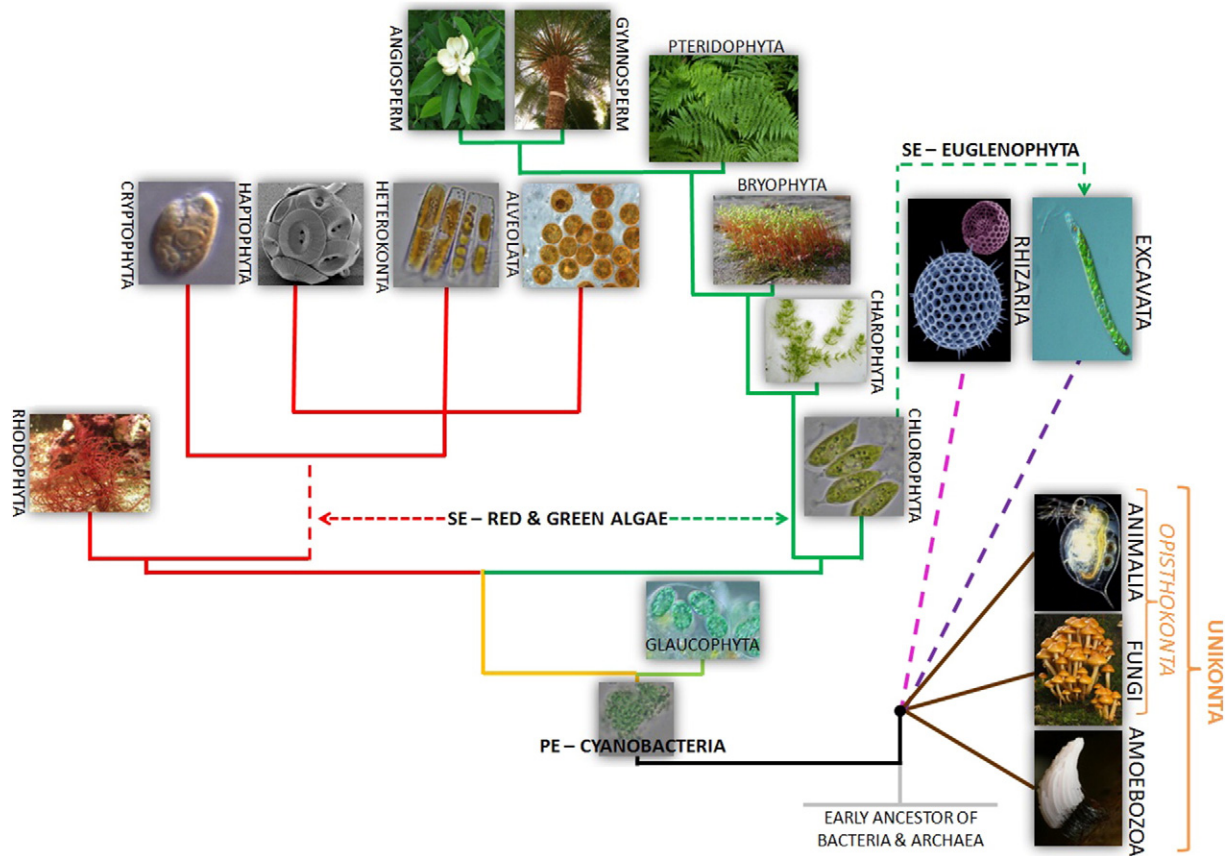 ANGIOSPERM
GYMNOSPERM
PTERIDOPHYTA
SE – EUGLENOPHYTA
CRYPTOPHYTA
HAPTOPHYTA
HETEROKONTA
ALVEOLATA
BRYOPHYTA
RHIZARIA
EXCAVATA
CHAROPHYTA
RHODOPHYTA
CHLOROPHYTA
SE – RED & GREEN ALGAE
ANIMALIA
OPISTHOKONTA
UNIKONTA
GLAUCOPHYTA
FUNGI
PE – CYANOBACTERIA
AMOEBOZOA
EARLY ANCESTOR OF
BACTERIA & ARCHAEA